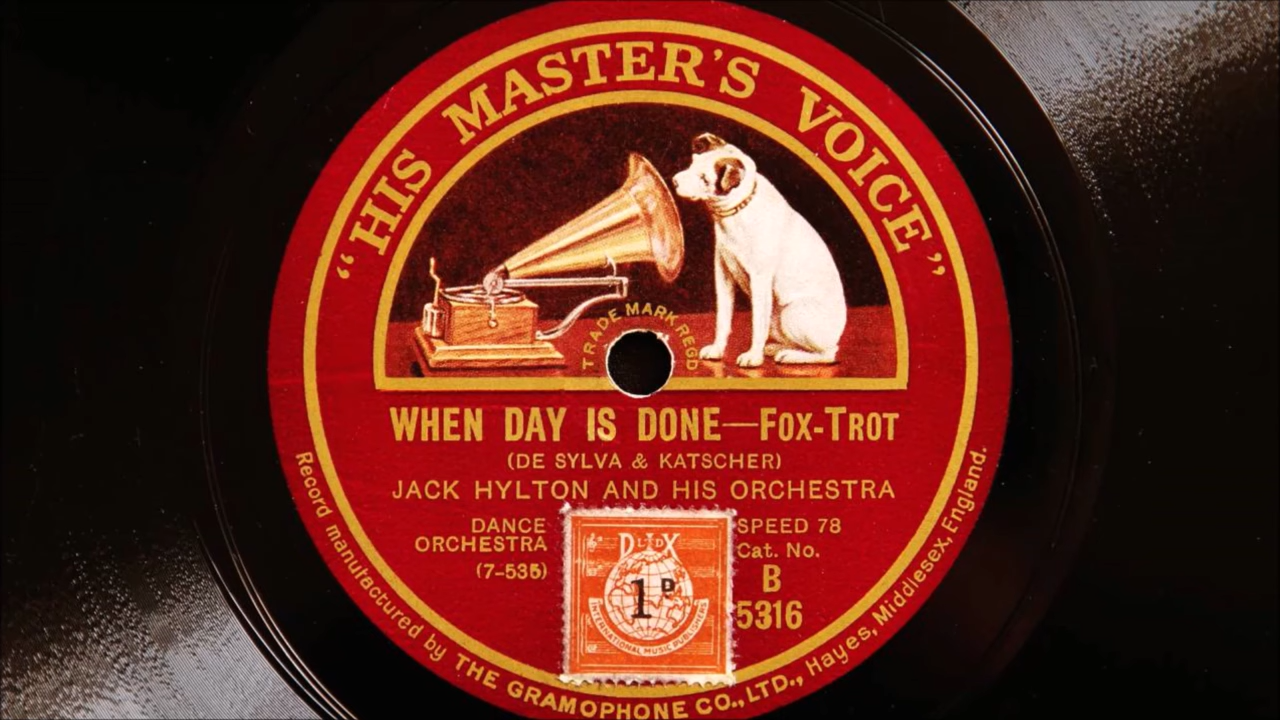 "HIS MASTER'S VOICE"
TRADE MARK REGD
WHEN DAY IS DONE—FOX-TROT
(DE SYLVA & KATSCHER)
JACK HYLTON AND HIS ORCHESTRA
DANCE
ORCHESTRA
(7-535)
SPEED 78
Cat. No.
B
5316
DLTDX
1D
INTERNATIONAL MUSIC PUBLISHERS
Record manufactured by THE GRAMOPHONE CO., LTD., Hayes, Middlesex, England.